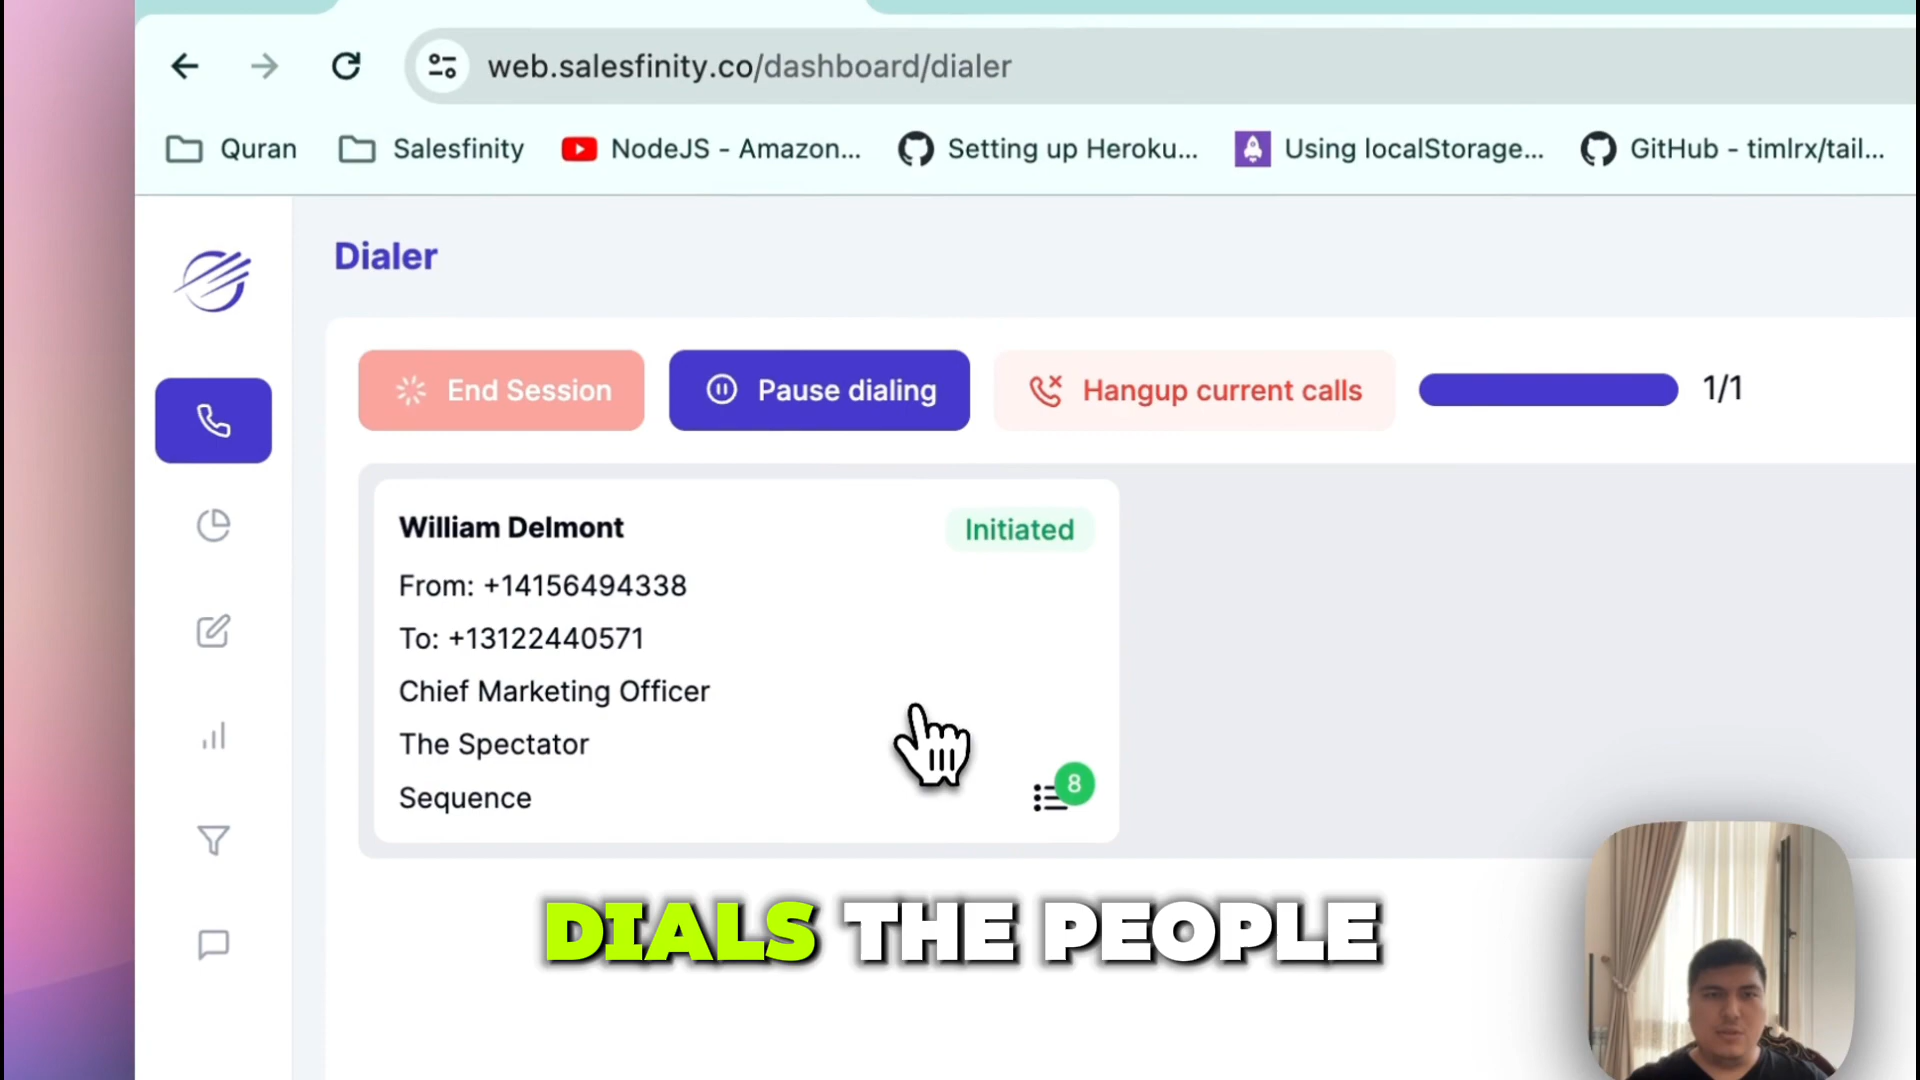 web.salesfinity.co/dashboard/dialer
Quran
Salesfinity
NodeJS - Amazon...
Setting up Heroku...
Using localStorage...
GitHub - timlrx/tail...
Dialer
End Session
Pause dialing
Hangup current calls
1/1
William Delmont
Initiated
From: +14156494338
To: +13122440571
Chief Marketing Officer
The Spectator
Sequence
8
DIALS THE PEOPLE